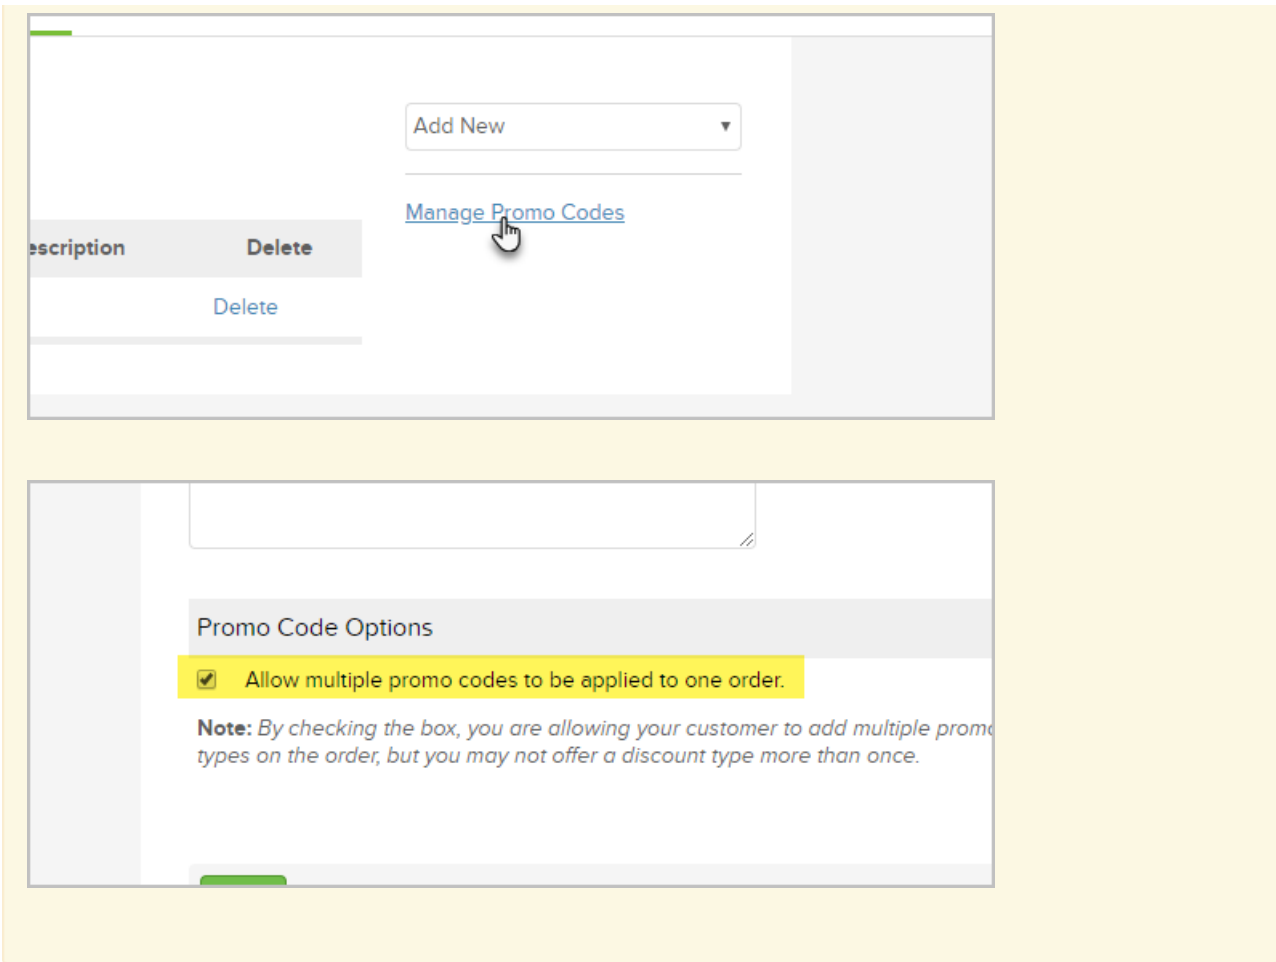 Add New
Manage Promo Codes
escription Delete
Delete
Promo Code Options
Allow multiple promo codes to be applied to one order.
Note: By checking the box, you are allowing your customer to add multiple promo
types on the order, but you may not offer a discount type more than once.